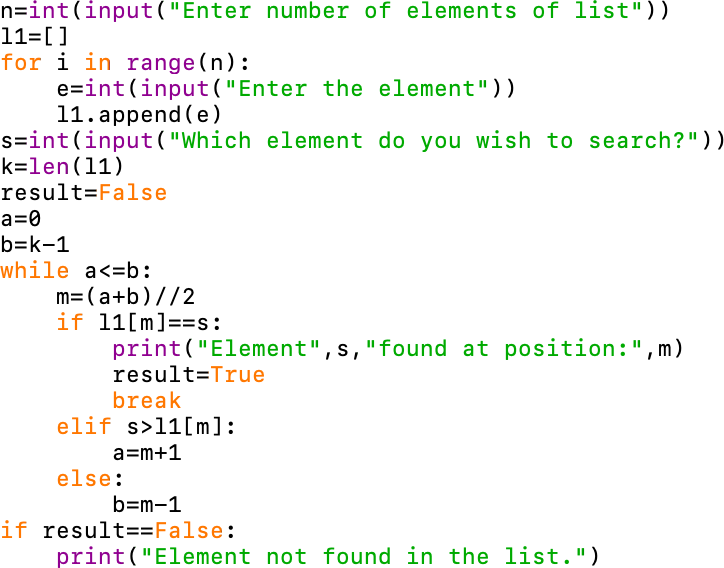 n=int(input("Enter number of elements of list"))
l1=[]
for i in range(n):
    e=int(input("Enter the element"))
    l1.append(e)
s=int(input("Which element do you wish to search?"))
k=len(l1)
result=False
a=0
b=k-1
while a<=b:
    m=(a+b)//2
    if l1[m]==s:
        print("Element",s,"found at position:",m)
        result=True
        break
    elif s>l1[m]:
        a=m+1
    else:
        b=m-1
if result==False:
    print("Element not found in the list.")